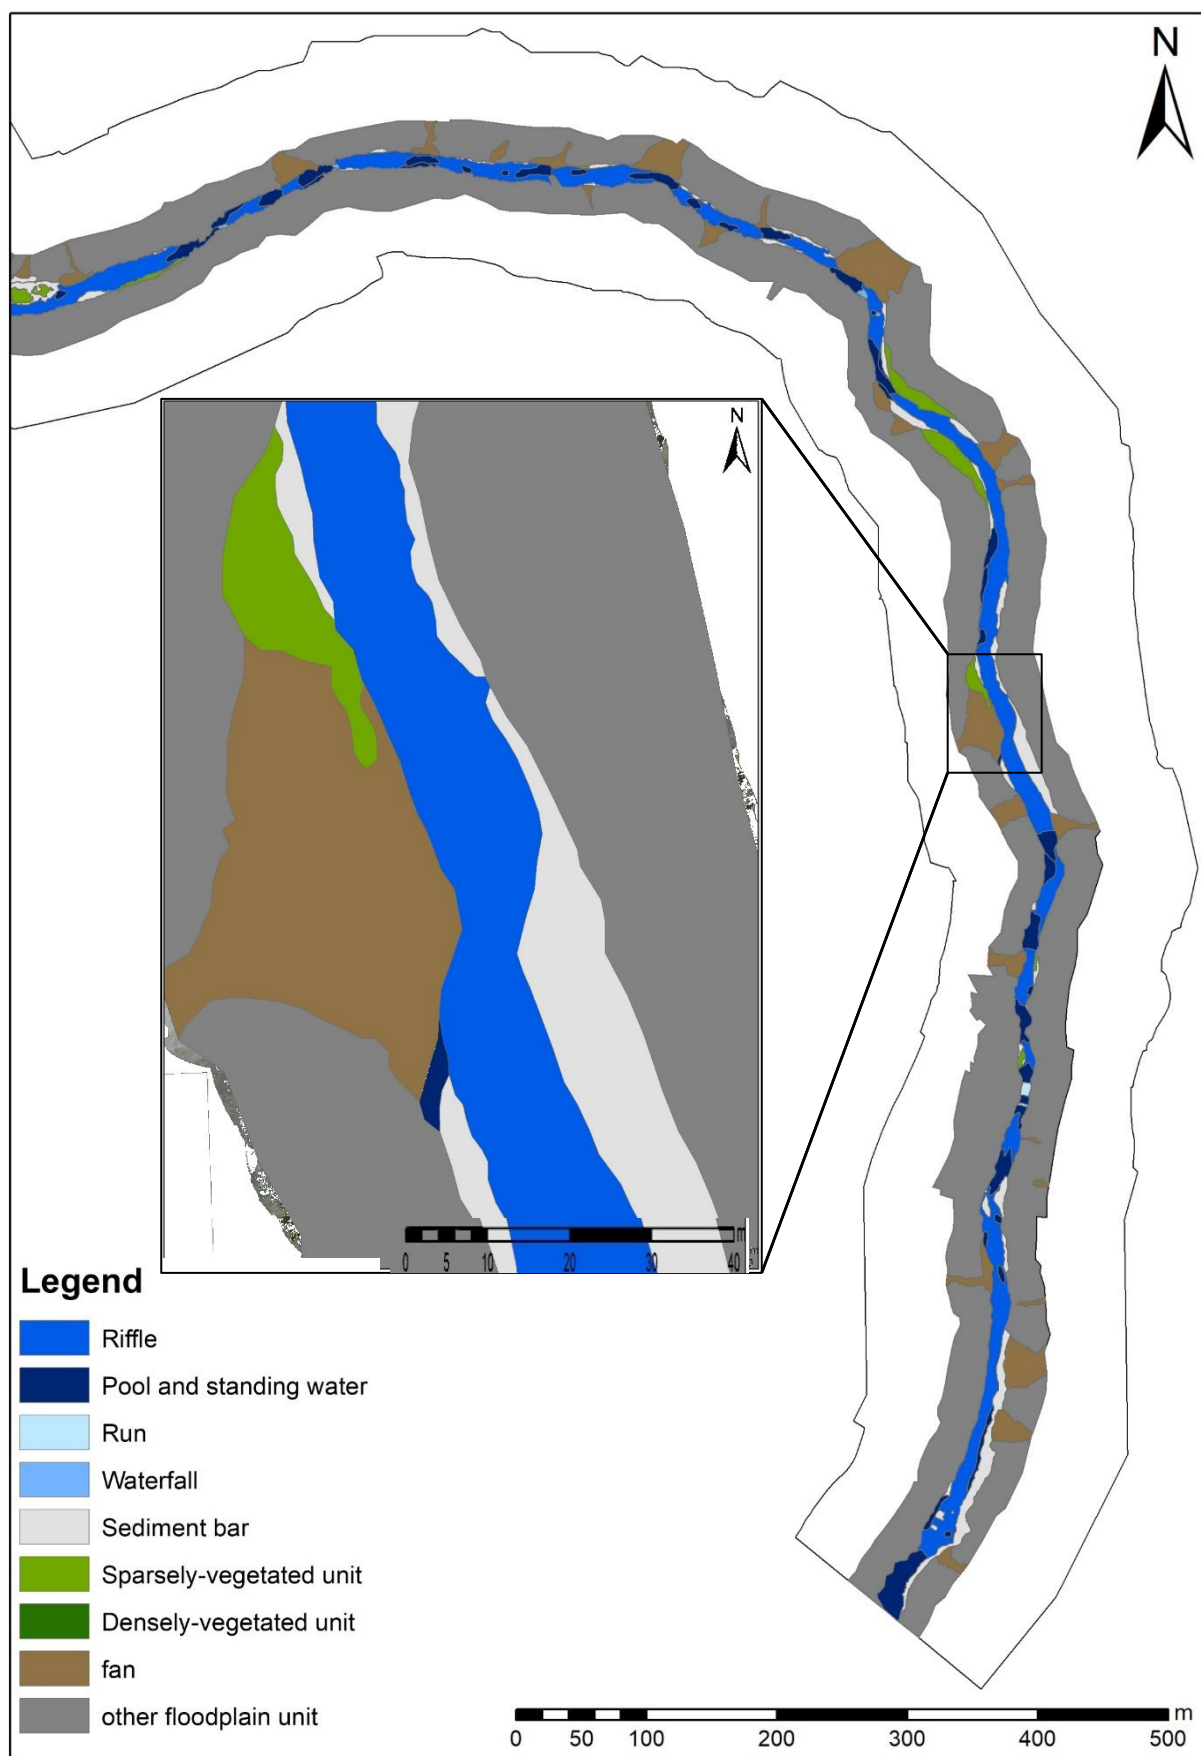 N
N
m
0 5 10 20 30 40
Legend
Riffle
Pool and standing water
Run
Waterfall
Sediment bar
Sparsely-vegetated unit
Densely-vegetated unit
fan
other floodplain unit
m
0 50 100 200 300 400 500